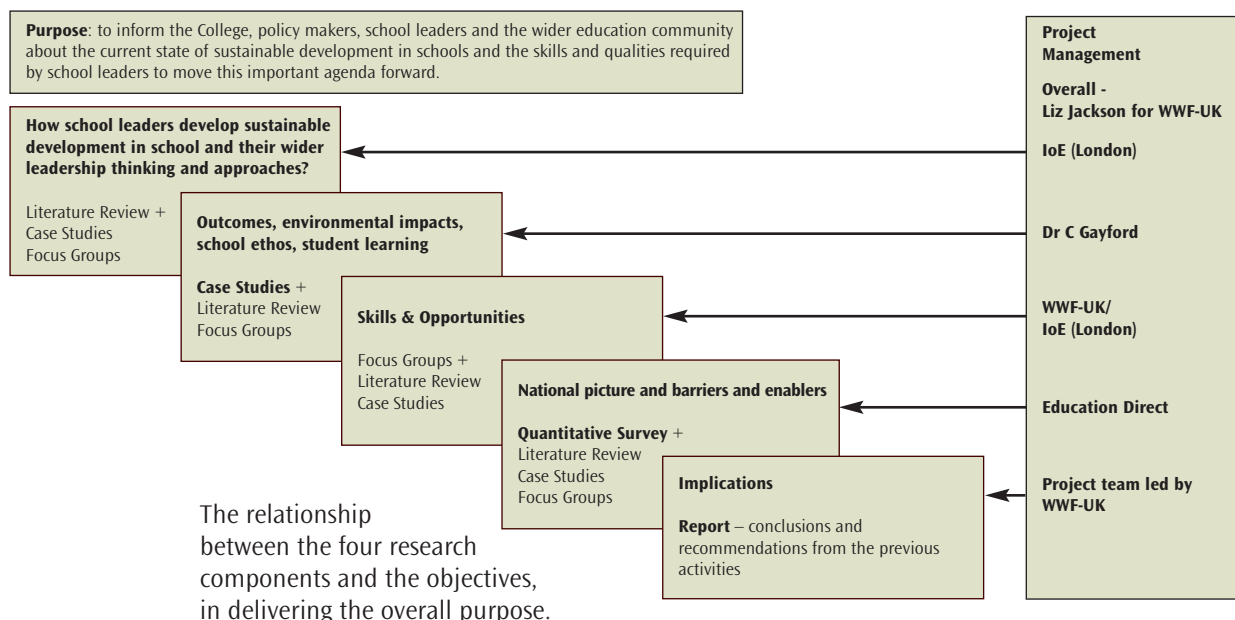 Purpose: to inform the College, policy makers, school leaders and the wider education community
about the current state of sustainable development in schools and the skills and qualities required
by school leaders to move this important agenda forward.
How school leaders develop sustainable
development in school and their wider
leadership thinking and approaches?
Literature Review +
Case Studies
Focus Groups
Outcomes, environmental impacts,
school ethos, student learning
Case Studies +
Literature Review
Focus Groups
Skills & Opportunities
Focus Groups +
Literature Review
Case Studies
National picture and barriers and enablers
Quantitative Survey +
Literature Review
Case Studies
Focus Groups
Implications
Report – conclusions and
recommendations from the previous
activities
Project
Management
Overall -
Liz Jackson for WWF-UK
IoE (London)
Dr C Gayford
WWF-UK/
IoE (London)
Education Direct
Project team led by
WWF-UK
The relationship
between the four research
components and the objectives,
in delivering the overall purpose.